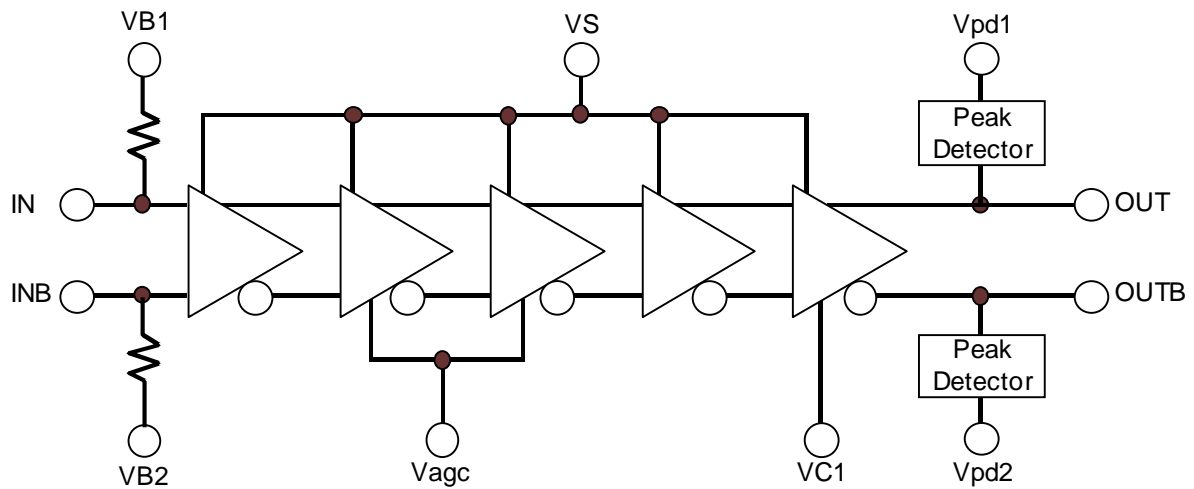 VB1
VS
Vpd1
Peak
Detector
IN
OUT
INB
OUTB
Peak
Detector
VB2
Vagc
VC1
Vpd2